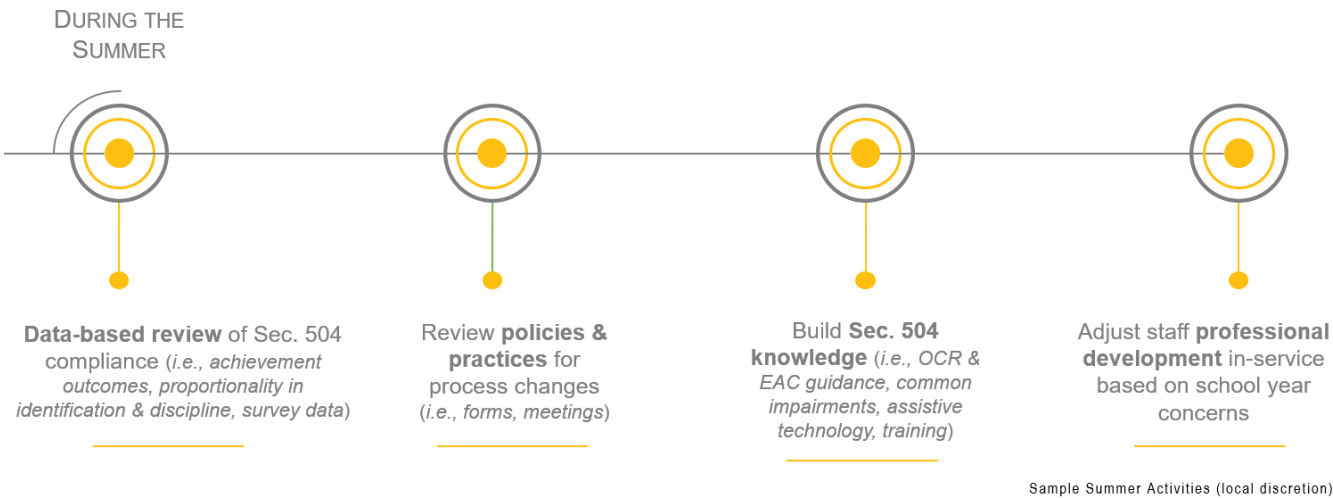 DURING THE
SUMMER
Data-based review of Sec. 504
compliance (i.e., achievement
outcomes, proportionality in
identification & discipline, survey data)
Review policies &
practices for
process changes
(i.e., forms, meetings)
Build Sec. 504
knowledge (i.e., OCR &
EAC guidance, common
impairments, assistive
technology, training)
Adjust staff professional
development in-service
based on school year
concerns
Sample Summer Activities (local discretion)